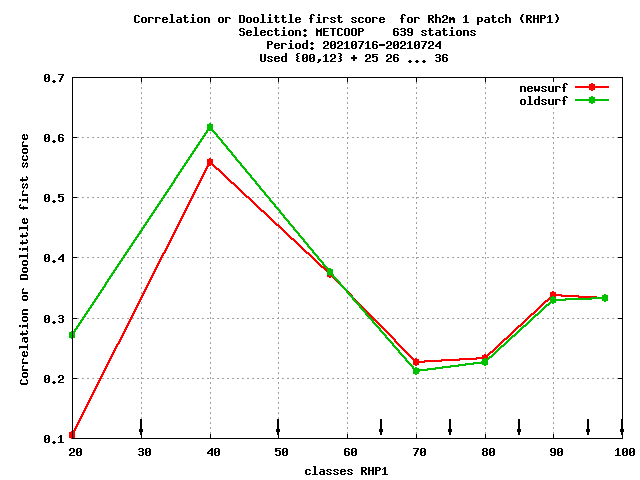 Correlation or Doolittle first score  for Rh2m 1 patch (RHP1)
Selection: METCOOP    639 stations
Period: 20210716-20210724
Used {00,12} + 25 26 ... 36
newsurf
oldsurf
Correlation or Doolittle first score
0.7
0.6
0.5
0.4
0.3
0.2
0.1
20 30 40 50 60 70 80 90 100
classes RHP1